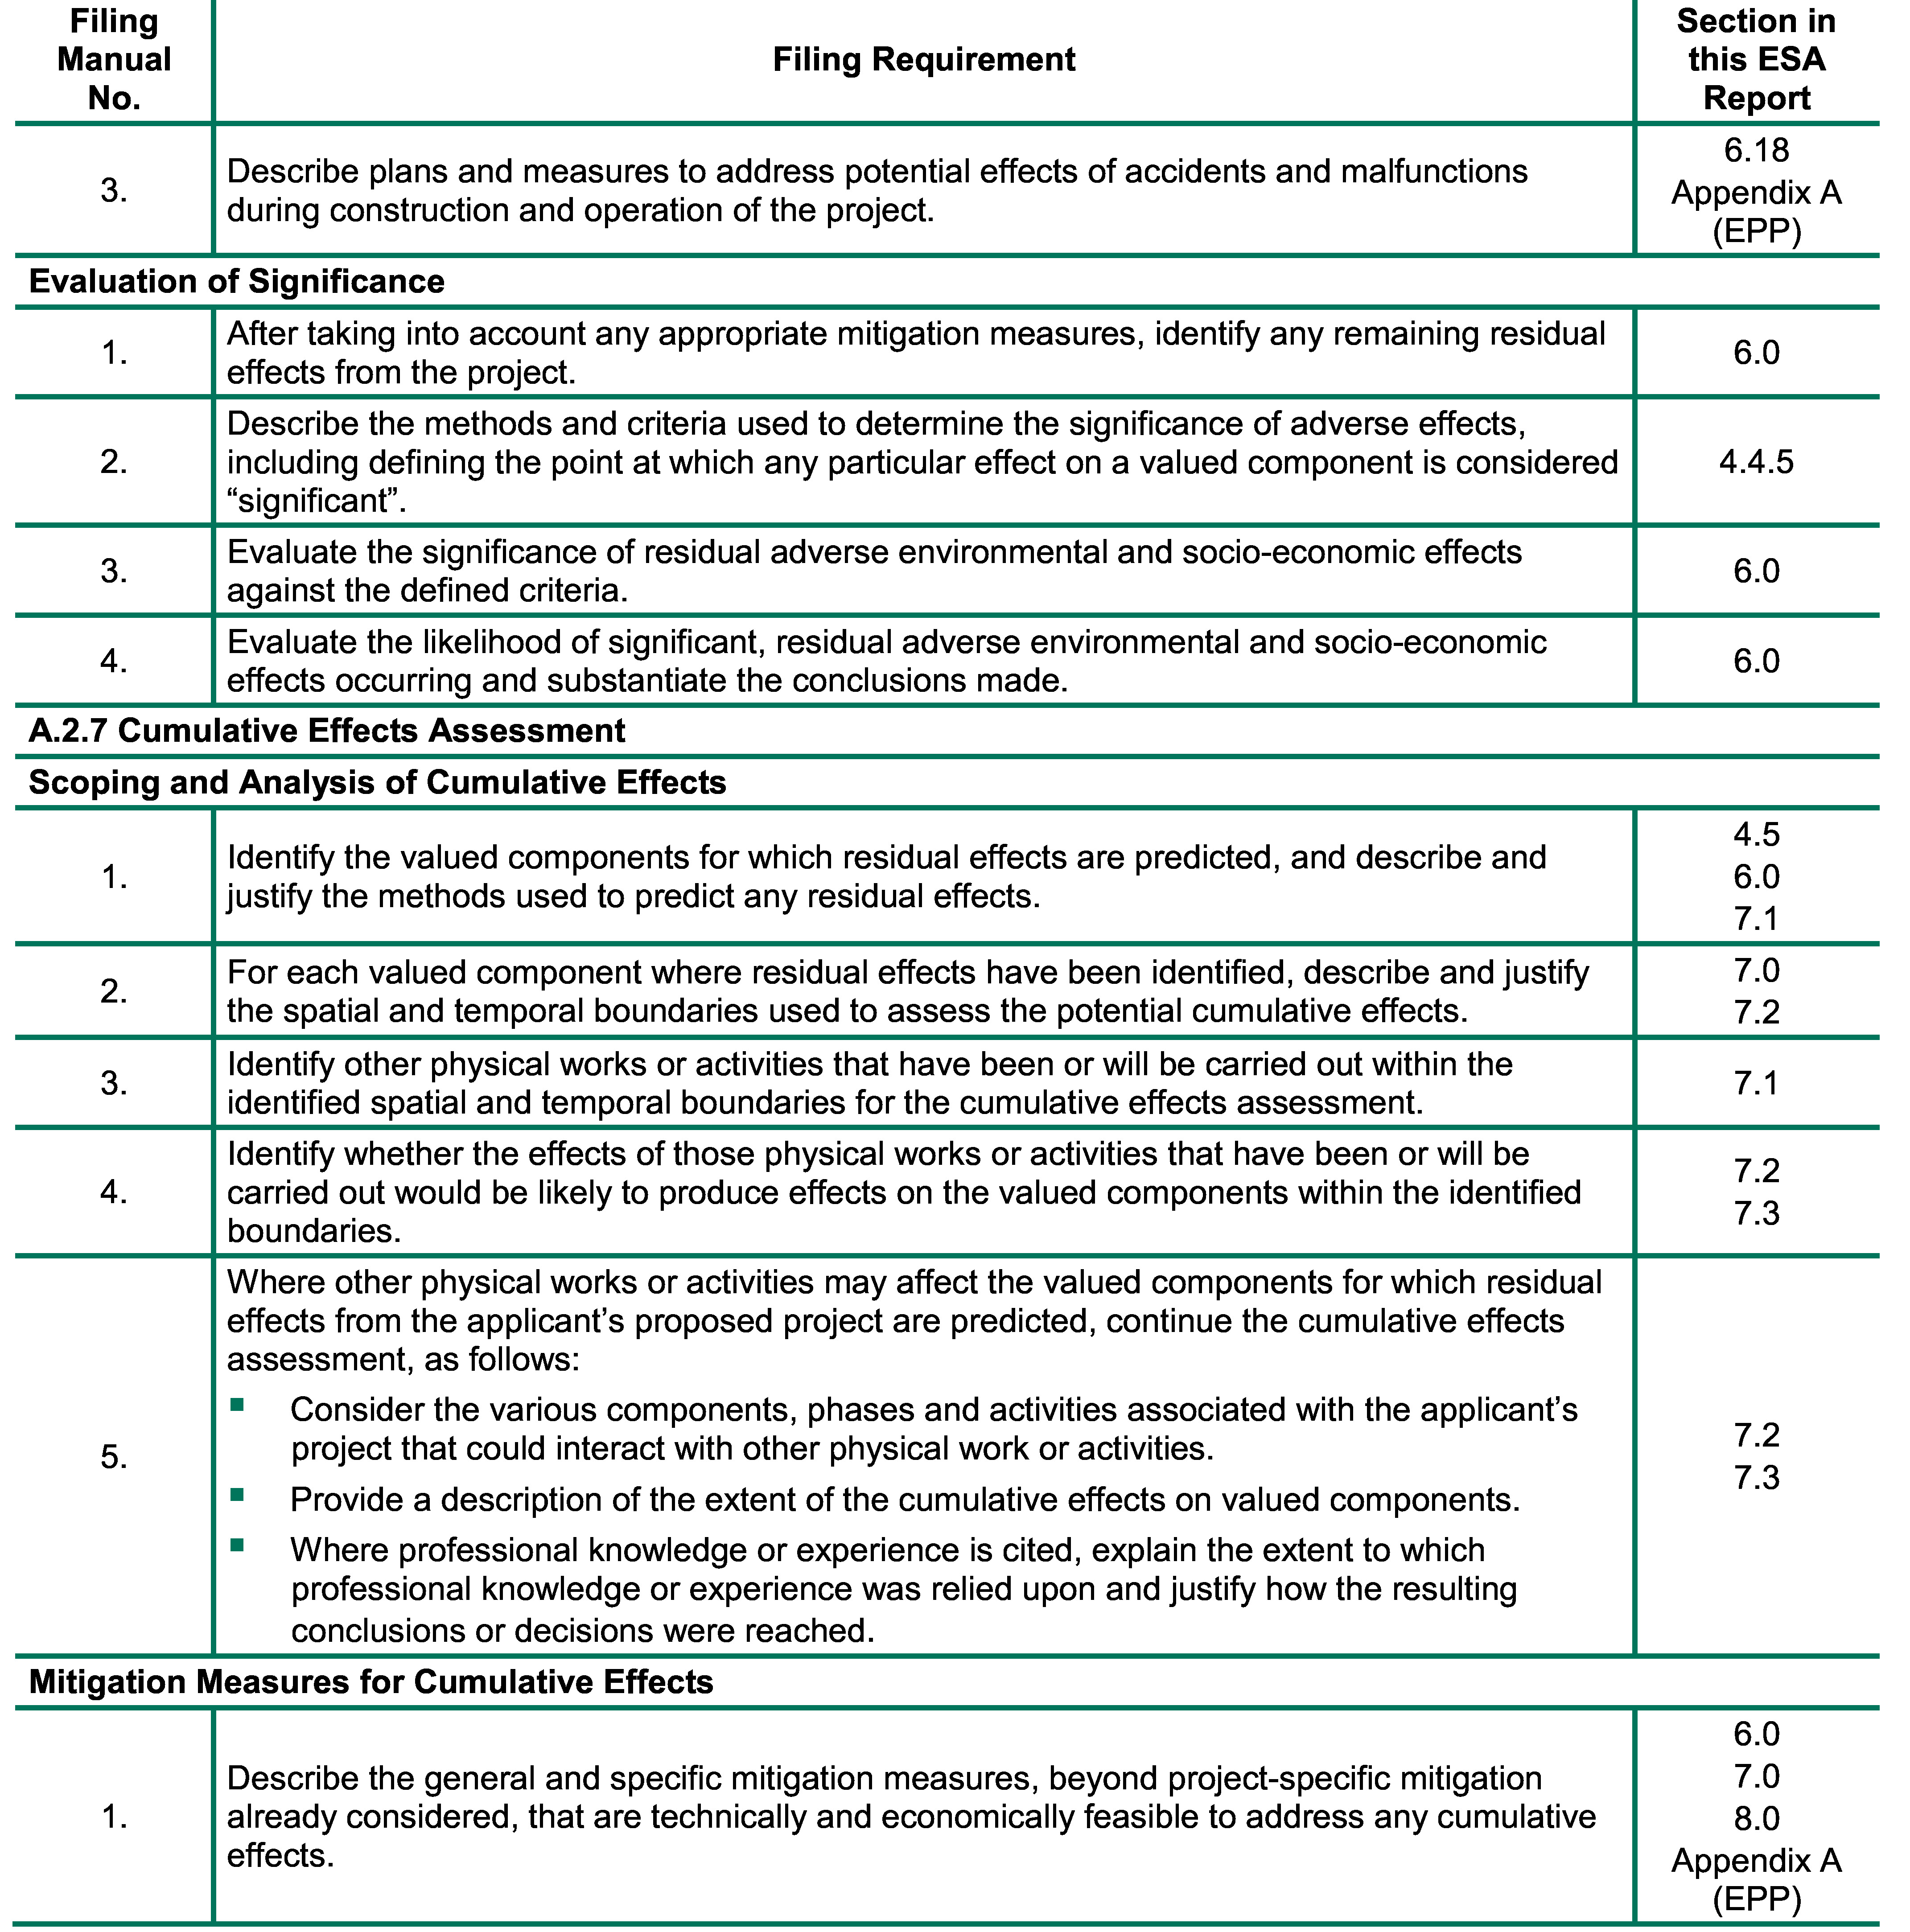 Filing
Manual
No.
Filing Requirement
Section in
this ESA
Report
3.
Describe plans and measures to address potential effects of accidents and malfunctions
during construction and operation of the project.
6.18
Appendix A
(EPP)
Evaluation of Significance
1.
After taking into account any appropriate mitigation measures, identify any remaining residual
effects from the project.
6.0
2.
Describe the methods and criteria used to determine the significance of adverse effects,
including defining the point at which any particular effect on a valued component is considered
“significant”.
4.4.5
3.
Evaluate the significance of residual adverse environmental and socio-economic effects
against the defined criteria.
6.0
4.
Evaluate the likelihood of significant, residual adverse environmental and socio-economic
effects occurring and substantiate the conclusions made.
6.0
A.2.7 Cumulative Effects Assessment
Scoping and Analysis of Cumulative Effects
1.
Identify the valued components for which residual effects are predicted, and describe and
justify the methods used to predict any residual effects.
4.5
6.0
7.1
2.
For each valued component where residual effects have been identified, describe and justify
the spatial and temporal boundaries used to assess the potential cumulative effects.
7.0
7.2
3.
Identify other physical works or activities that have been or will be carried out within the
identified spatial and temporal boundaries for the cumulative effects assessment.
7.1
4.
Identify whether the effects of those physical works or activities that have been or will be
carried out would be likely to produce effects on the valued components within the identified
boundaries.
7.2
7.3
5.
Where other physical works or activities may affect the valued components for which residual
effects from the applicant’s proposed project are predicted, continue the cumulative effects
assessment, as follows:
▪ Consider the various components, phases and activities associated with the applicant’s
project that could interact with other physical work or activities.
▪ Provide a description of the extent of the cumulative effects on valued components.
▪ Where professional knowledge or experience is cited, explain the extent to which
professional knowledge or experience was relied upon and justify how the resulting
conclusions or decisions were reached.
7.2
7.3
Mitigation Measures for Cumulative Effects
1.
Describe the general and specific mitigation measures, beyond project-specific mitigation
already considered, that are technically and economically feasible to address any cumulative
effects.
6.0
7.0
8.0
Appendix A
(EPP)